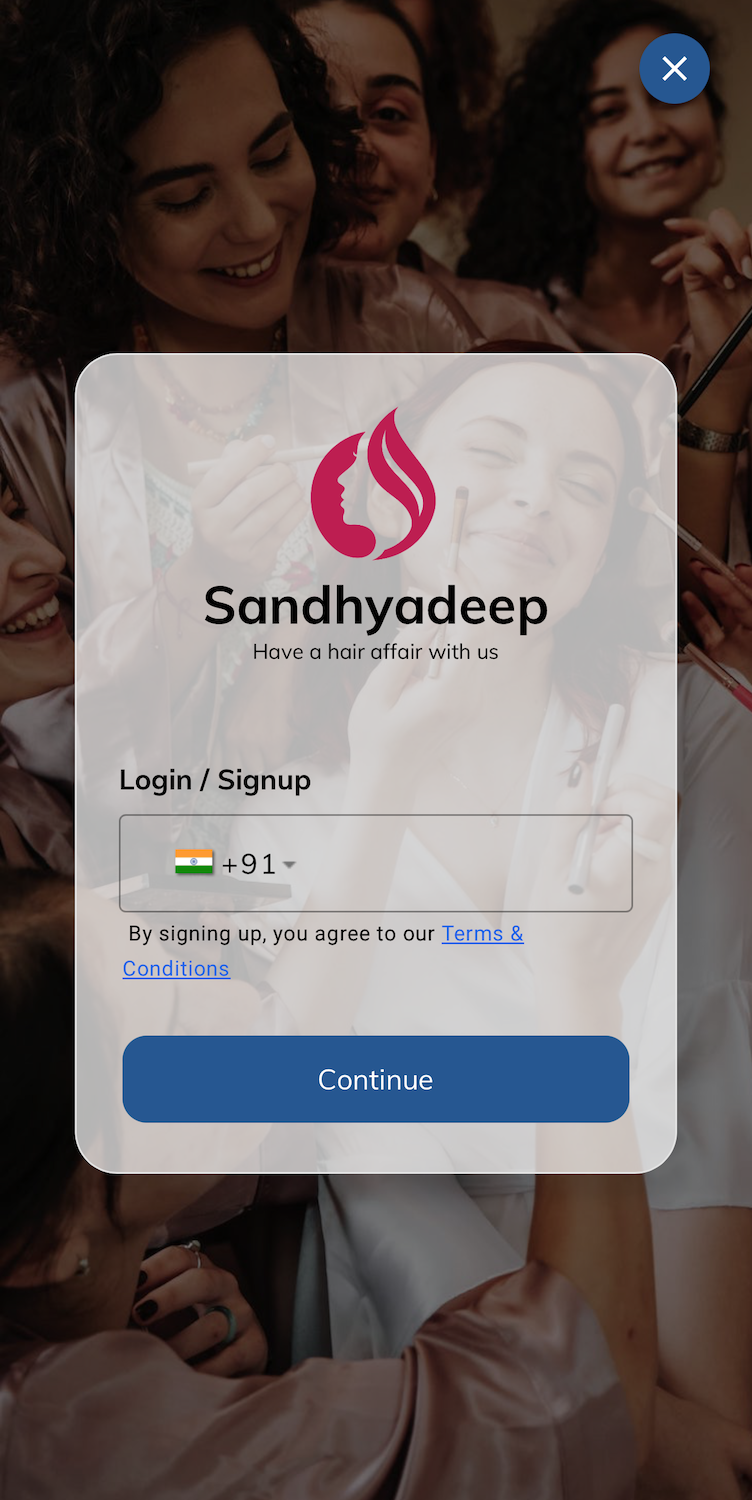 Sandhyadeep
Have a hair affair with us
Login / Signup
+91
By signing up, you agree to our Terms &
Conditions
Continue